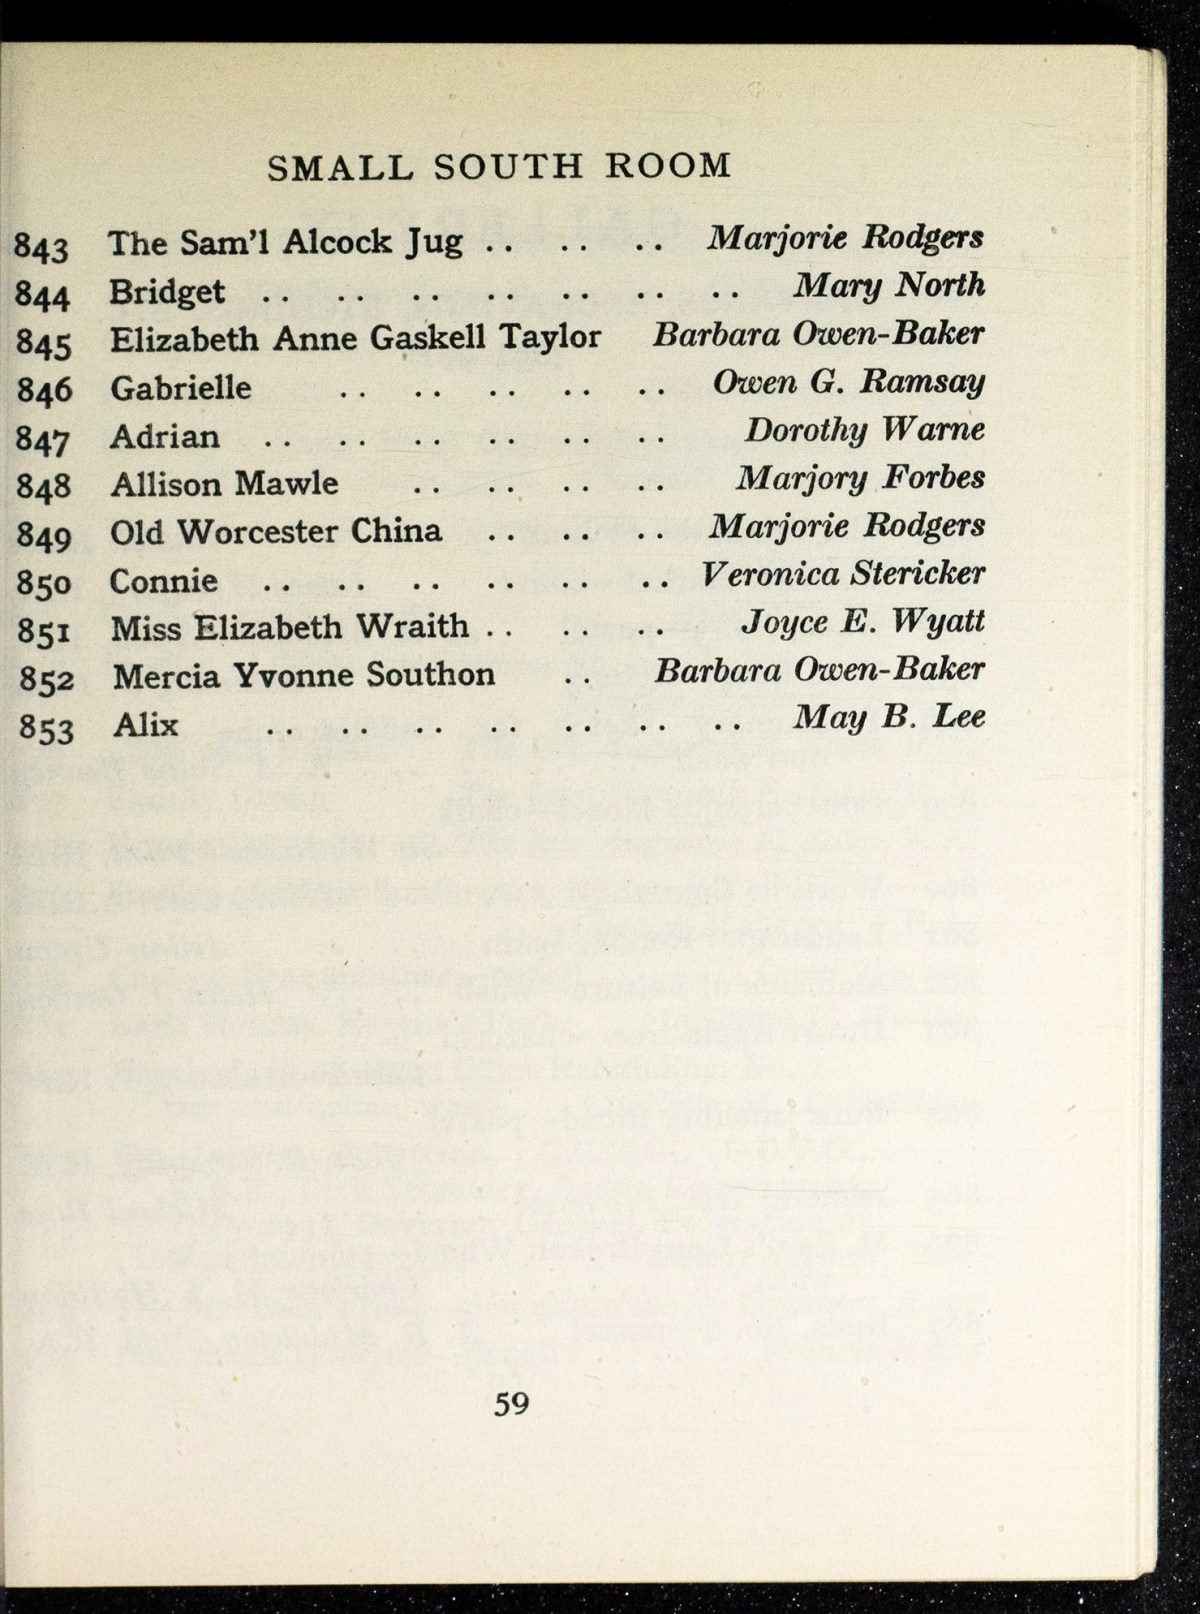 SMALL SOUTH ROOM
843 The Sam'l Alcock Jug .. .. .. Marjorie Rodgers
844 Bridget .. .. .. .. .. .. .. Mary North
845 Elizabeth Anne Gaskell Taylor Barbara Owen-Baker
846 Gabrielle .. .. .. .. .. Owen G. Ramsay
847 Adrian .. .. .. .. .. .. Dorothy Warne
848 Allison Mawle .. .. .. .. Marjory Forbes
849 Old Worcester China .. .. .. Marjorie Rodgers
850 Connie .. .. .. .. .. .. Veronica Stericker
851 Miss Elizabeth Wraith .. .. .. Joyce E. Wyatt
852 Mercia Yvonne Southon .. Barbara Owen-Baker
853 Alix .. .. .. .. .. .. .. May B. Lee
59